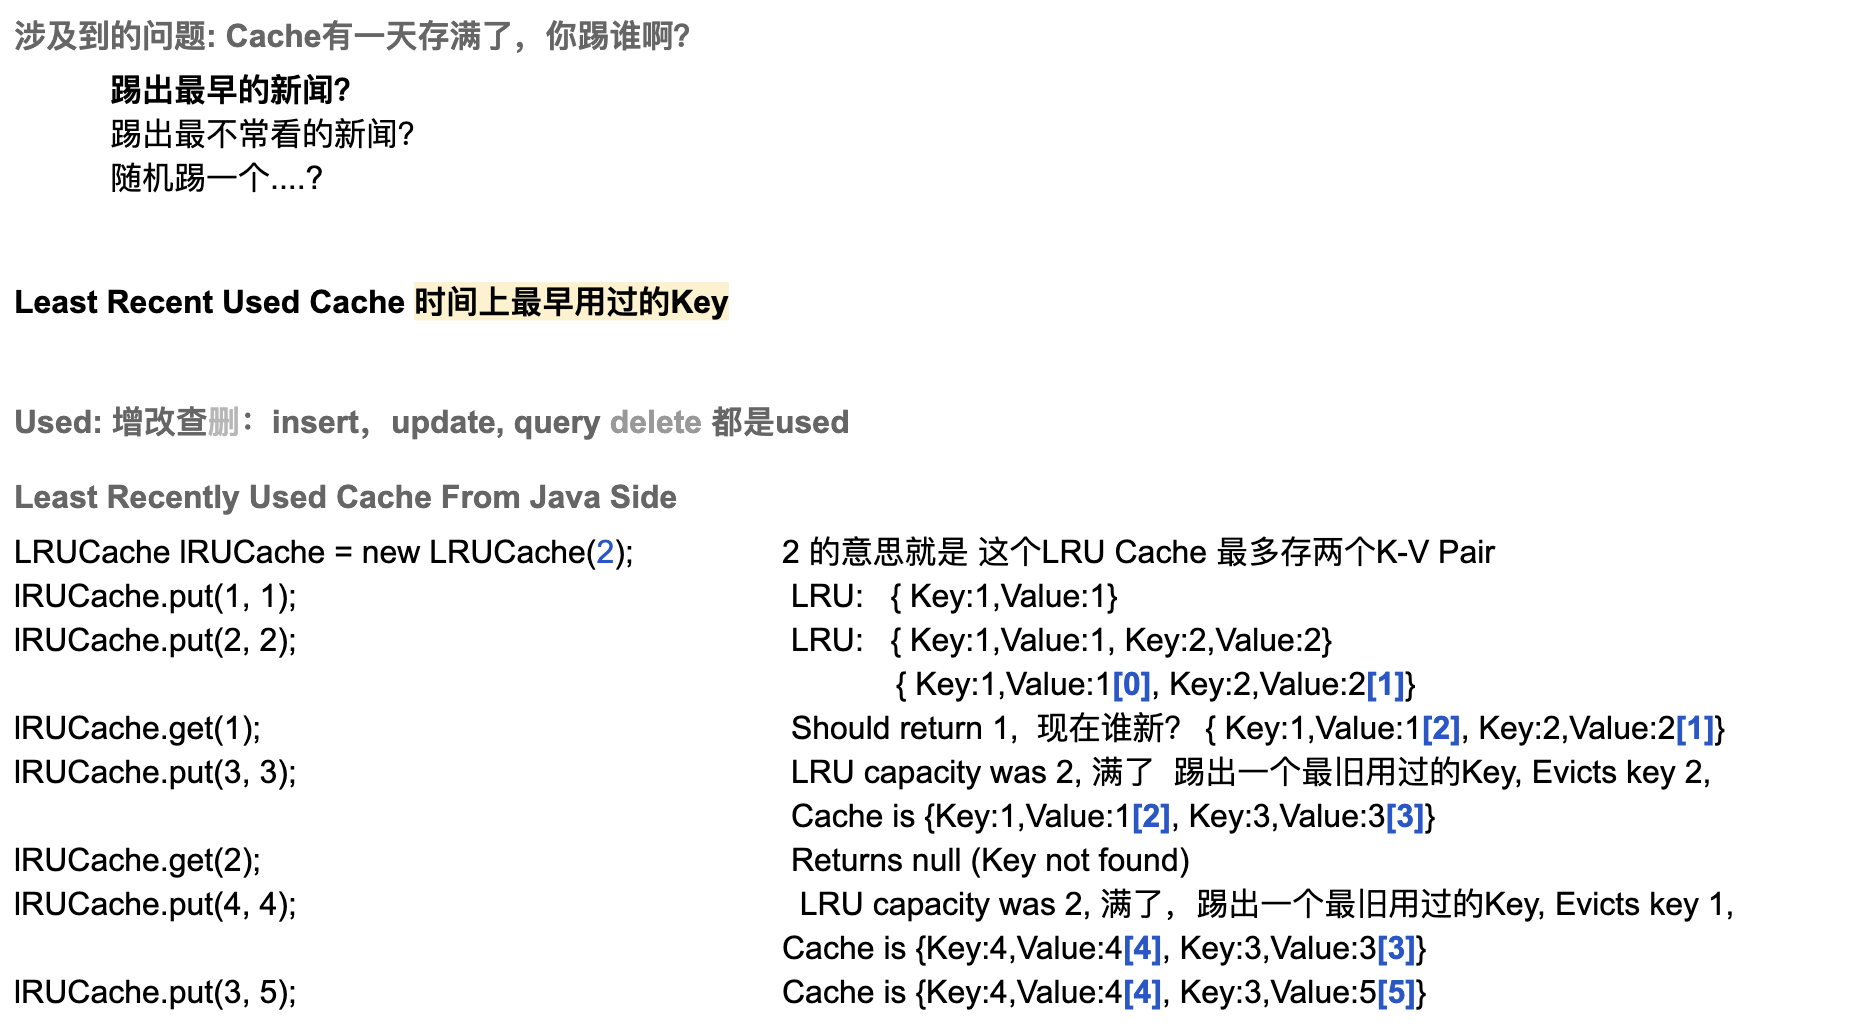 涉及到的问题: Cache有一天存满了，你踢谁啊?
踢出最早的新闻?
踢出最不常看的新闻?
随机踢一个....?
Least Recent Used Cache 时间上最早用过的Key
Used: 增改查删：insert，update, query delete 都是used
Least Recently Used Cache From Java Side
LRUCache lRUCache = new LRUCache(2); 2 的意思就是 这个LRU Cache 最多存两个K-V Pair
lRUCache.put(1, 1); LRU: { Key:1,Value:1}
lRUCache.put(2, 2); LRU: { Key:1,Value:1, Key:2,Value:2}
{ Key:1,Value:1[0], Key:2,Value:2[1]}
lRUCache.get(1); Should return 1, 现在谁新? { Key:1,Value:1[2], Key:2,Value:2[1]}
lRUCache.put(3, 3); LRU capacity was 2, 满了 踢出一个最旧用过的Key, Evicts key 2,
Cache is {Key:1,Value:1[2], Key:3,Value:3[3]}
lRUCache.get(2); Returns null (Key not found)
lRUCache.put(4, 4); LRU capacity was 2, 满了，踢出一个最旧用过的Key, Evicts key 1,
Cache is {Key:4,Value:4[4], Key:3,Value:3[3]}
lRUCache.put(3, 5); Cache is {Key:4,Value:4[4], Key:3,Value:5[5]}